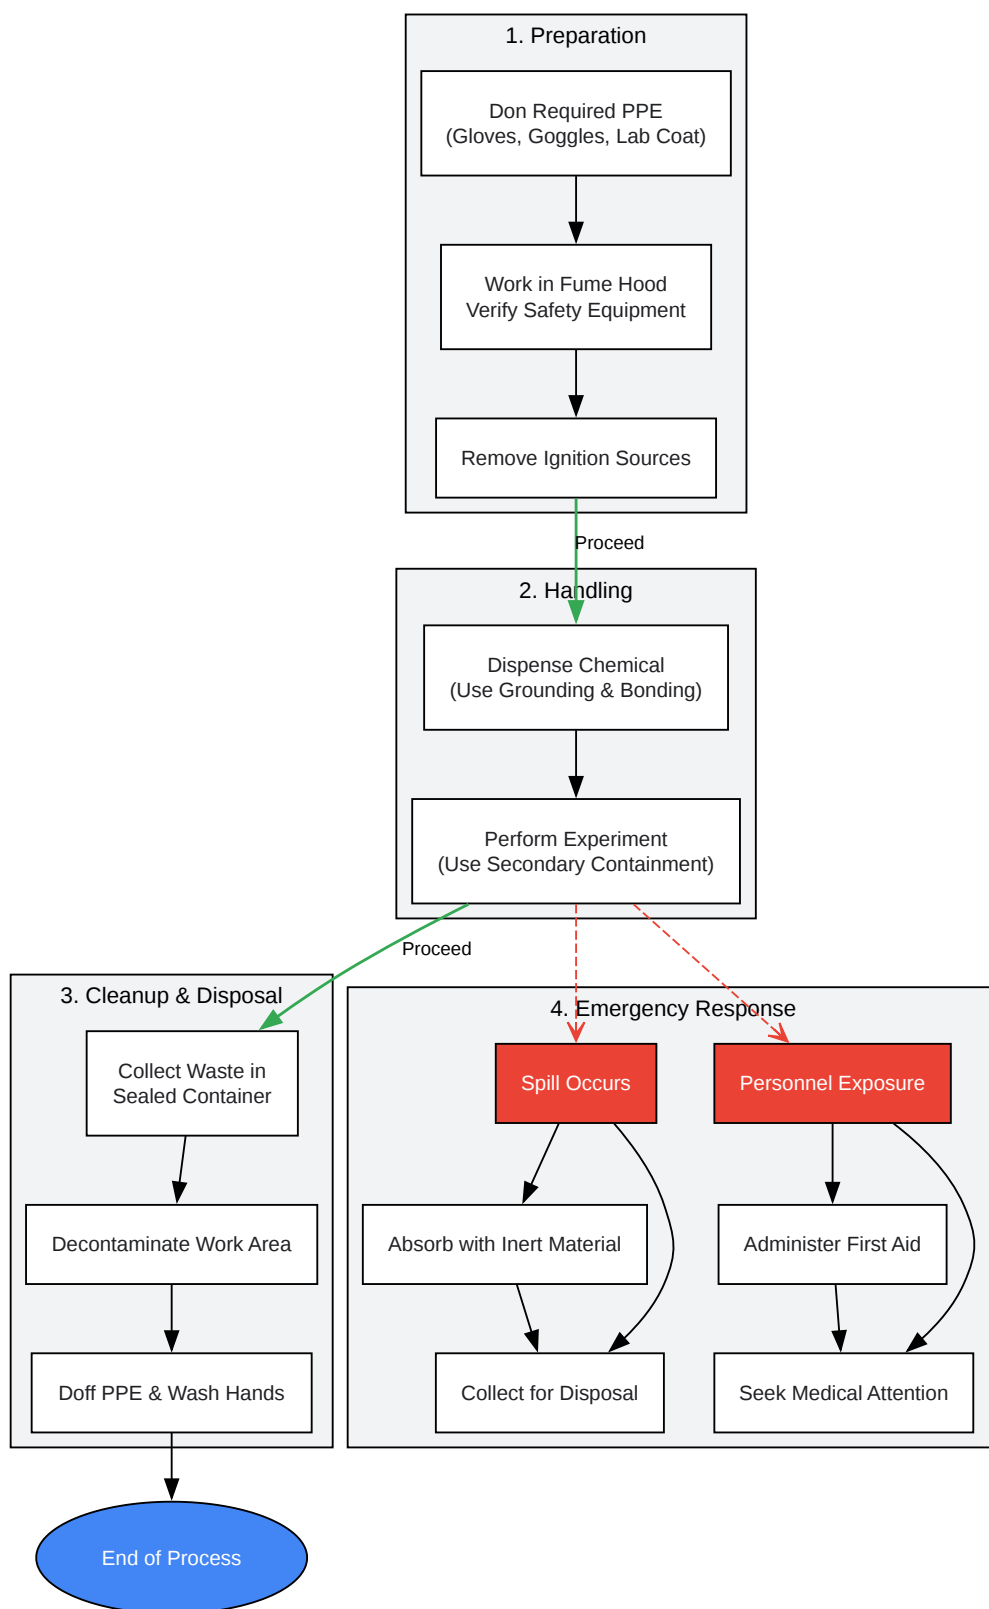 1. Preparation
Don Required PPE
(Gloves, Goggles, Lab Coat)
Work in Fume Hood
Verify Safety Equipment
Remove Ignition Sources
Proceed
2. Handling
Dispense Chemical
(Use Grounding & Bonding)
Perform Experiment
(Use Secondary Containment)
Proceed
3. Cleanup & Disposal
Collect Waste in
Sealed Container
Decontaminate Work Area
Doff PPE & Wash Hands
End of Process
4. Emergency Response
Spill Occurs
Personnel Exposure
Absorb with Inert Material
Administer First Aid
Collect for Disposal
Seek Medical Attention